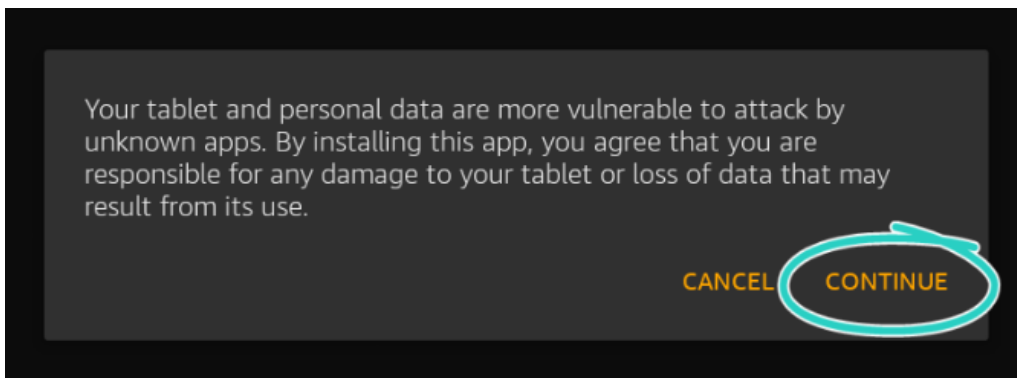 Your tablet and personal data are more vulnerable to attack by
unknown apps. By installing this app, you agree that you are
responsible for any damage to your tablet or loss of data that may
result from its use.
CANCEL CONTINUE